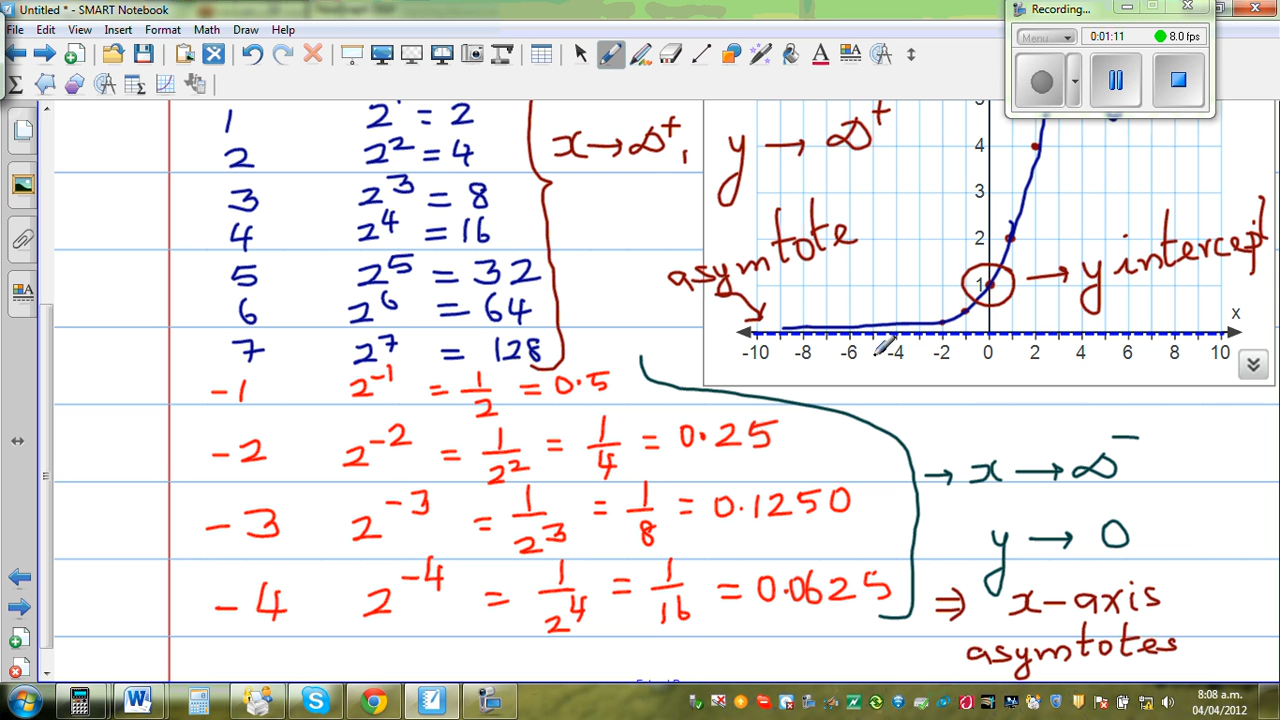 Untitled * - SMART Notebook
File Edit View Insert Format Math Draw Help
Recording...
Menu 0:01:11 8.0 fps
1 2¹ = 2
2 2² = 4
3 2³ = 8
4 2⁴ = 16
5 2⁵ = 32
6 2⁶ = 64
7 2⁷ = 128
x → ∞⁺,
y → ∞⁺
-1 2⁻¹ = 1/2 = 0.5
-2 2⁻² = 1/2² = 1/4 = 0.25
-3 2⁻³ = 1/2³ = 1/8 = 0.1250
-4 2⁻⁴ = 1/2⁴ = 1/16 = 0.0625
5
4
3
2
1
asymtote
→ y intercept
x
-10 -8 -6 -4 -2 0 2 4 6 8 10
→ x → ∞⁻
y → 0
⇒ x-axis
asymtotes
8:08 a.m.
04/04/2012